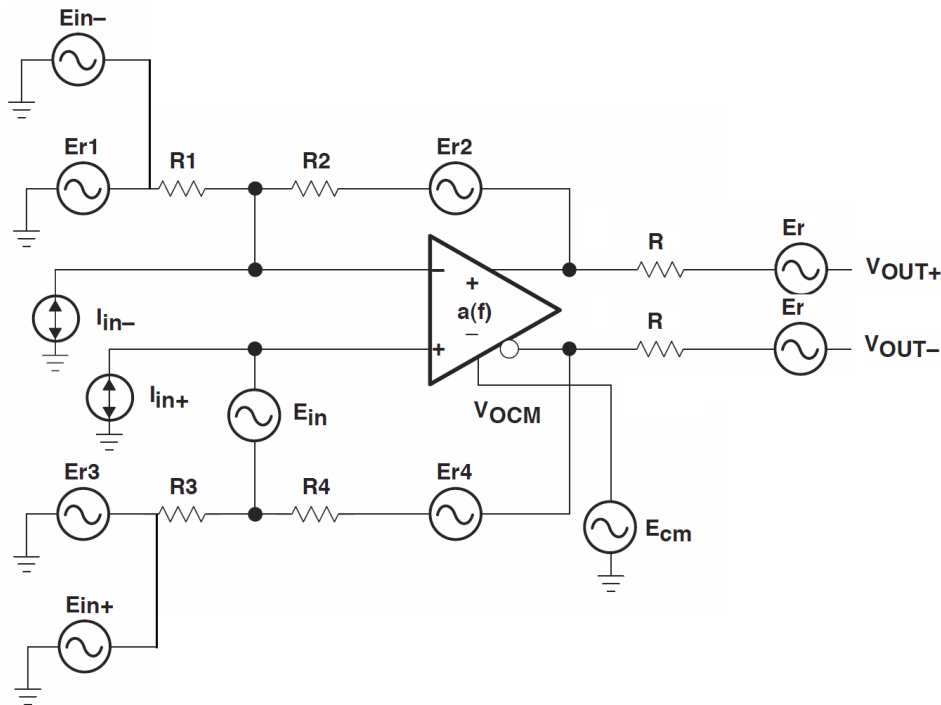 Ein–
Er1
R1
R2
Er2
R
Er
VOUT+
–
+
a(f)
–
+
R
Er
VOUT–
Iin–
Iin+
Ein
VOCM
Er3
R3
R4
Er4
Ecm
Ein+